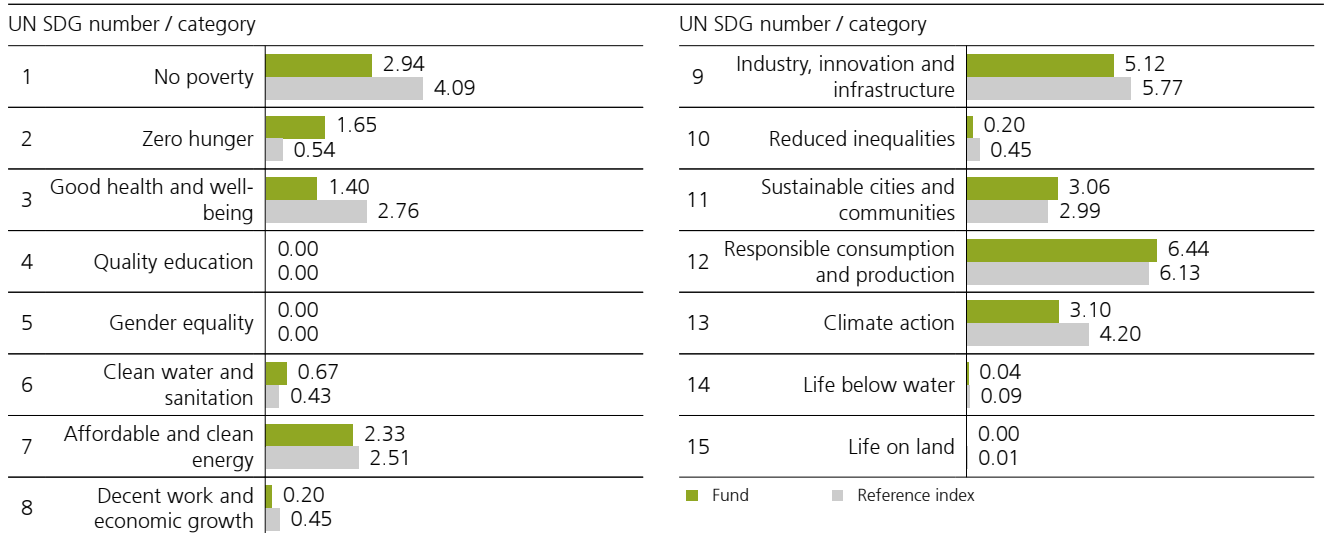 UN SDG number / category
1 No poverty 2.94
4.09
2 Zero hunger 1.65
0.54
3 Good health and well-
being 1.40
2.76
4 Quality education 0.00
0.00
5 Gender equality 0.00
0.00
6 Clean water and
sanitation 0.67
0.43
7 Affordable and clean
energy 2.33
2.51
8 Decent work and
economic growth 0.20
0.45
UN SDG number / category
9 Industry, innovation and
infrastructure 5.12
5.77
10 Reduced inequalities 0.20
0.45
11 Sustainable cities and
communities 3.06
2.99
12 Responsible consumption
and production 6.44
6.13
13 Climate action 3.10
4.20
14 Life below water 0.04
0.09
15 Life on land 0.00
0.01
Fund Reference index